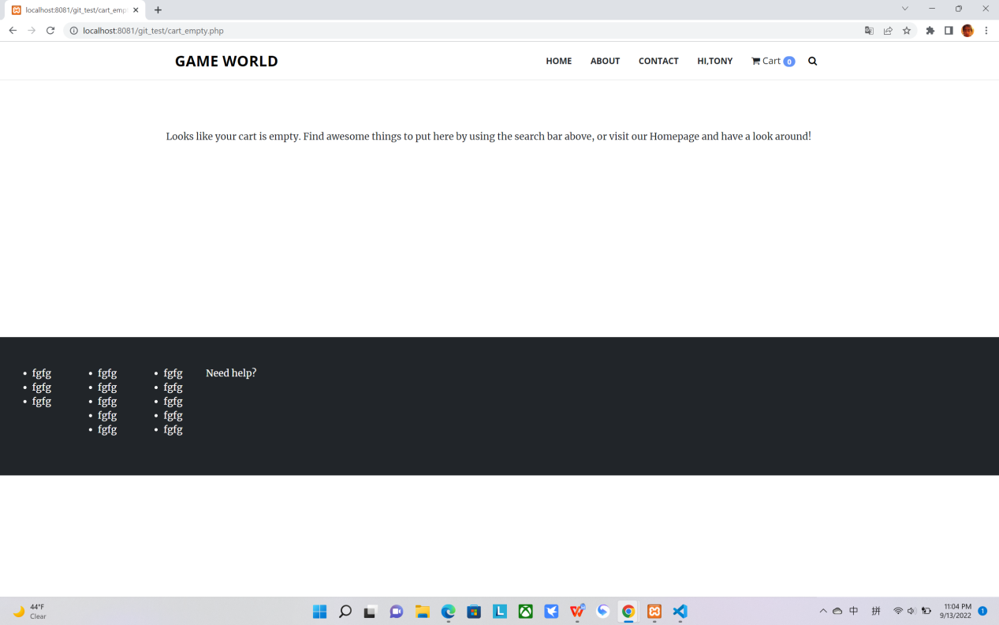 localhost:8081/git_test/cart_emp
localhost:8081/git_test/cart_empty.php
GAME WORLD
HOME ABOUT CONTACT HI,TONY Cart 0
Looks like your cart is empty. Find awesome things to put here by using the search bar above, or visit our Homepage and have a look around!
fgfg fgfg fgfg Need help?
fgfg fgfg fgfg
fgfg fgfg fgfg
fgfg fgfg
fgfg fgfg
44°F
Clear
中 拼
11:04 PM
9/13/2022
1